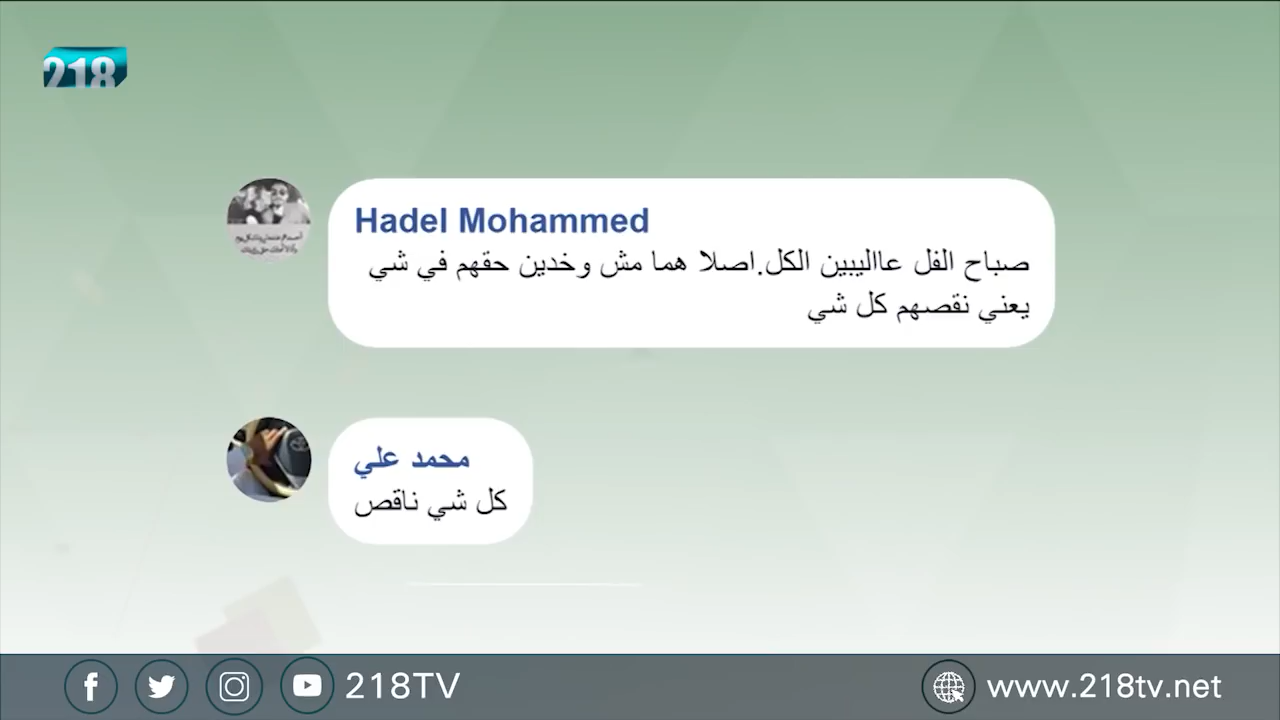 218
Hadel Mohammed
صباح الفل عااليبين الكل.اصلا هما مش وخدين حقهم في شي
يعني نقصهم كل شي
محمد علي
كل شي ناقص
218TV
www.218tv.net